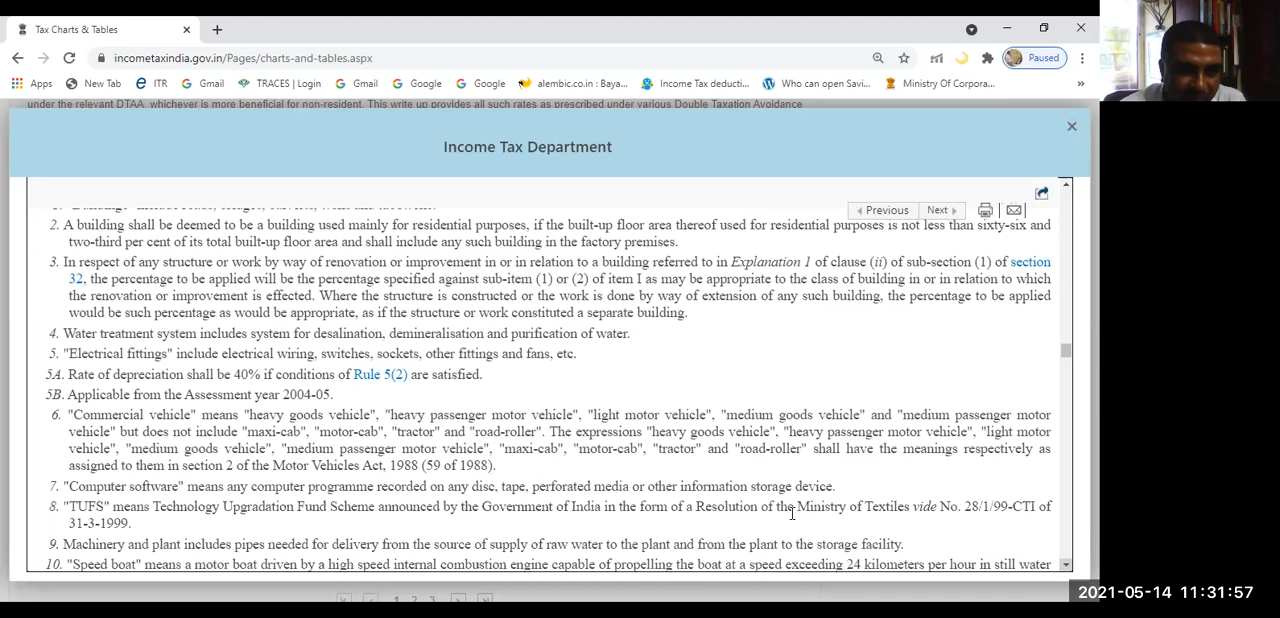 Tax Charts & Tables
incometaxindia.gov.in/Pages/charts-and-tables.aspx
Paused
Apps
New Tab
ITR
Gmail
TRACES | Login
Gmail
Google
Google
alembic.co.in : Baya...
Income Tax deducti...
Who can open Savi...
Ministry Of Corpora...
»
under the relevant DTAA, whichever is more beneficial for non-resident. This write up provides all such rates as prescribed under various Double Taxation Avoidance
Income Tax Department
Previous
Next
2. A building shall be deemed to be a building used mainly for residential purposes, if the built-up floor area thereof used for residential purposes is not less than sixty-six and
two-third per cent of its total built-up floor area and shall include any such building in the factory premises.
3. In respect of any structure or work by way of renovation or improvement in or in relation to a building referred to in Explanation 1 of clause (ii) of sub-section (1) of section
32, the percentage to be applied will be the percentage specified against sub-item (1) or (2) of item I as may be appropriate to the class of building in or in relation to which
the renovation or improvement is effected. Where the structure is constructed or the work is done by way of extension of any such building, the percentage to be applied
would be such percentage as would be appropriate, as if the structure or work constituted a separate building.
4. Water treatment system includes system for desalination, demineralisation and purification of water.
5. "Electrical fittings" include electrical wiring, switches, sockets, other fittings and fans, etc.
5A. Rate of depreciation shall be 40% if conditions of Rule 5(2) are satisfied.
5B. Applicable from the Assessment year 2004-05.
6. "Commercial vehicle" means "heavy goods vehicle", "heavy passenger motor vehicle", "light motor vehicle", "medium goods vehicle" and "medium passenger motor
vehicle" but does not include "maxi-cab", "motor-cab", "tractor" and "road-roller". The expressions "heavy goods vehicle", "heavy passenger motor vehicle", "light motor
vehicle", "medium goods vehicle", "medium passenger motor vehicle", "maxi-cab", "motor-cab", "tractor" and "road-roller" shall have the meanings respectively as
assigned to them in section 2 of the Motor Vehicles Act, 1988 (59 of 1988).
7. "Computer software" means any computer programme recorded on any disc, tape, perforated media or other information storage device.
8. "TUFS" means Technology Upgradation Fund Scheme announced by the Government of India in the form of a Resolution of the Ministry of Textiles vide No. 28/1/99-CTI of
31-3-1999.
9. Machinery and plant includes pipes needed for delivery from the source of supply of raw water to the plant and from the plant to the storage facility.
10. "Speed boat" means a motor boat driven by a high speed internal combustion engine capable of propelling the boat at a speed exceeding 24 kilometers per hour in still water
1 2 3
2021-05-14 11:31:57